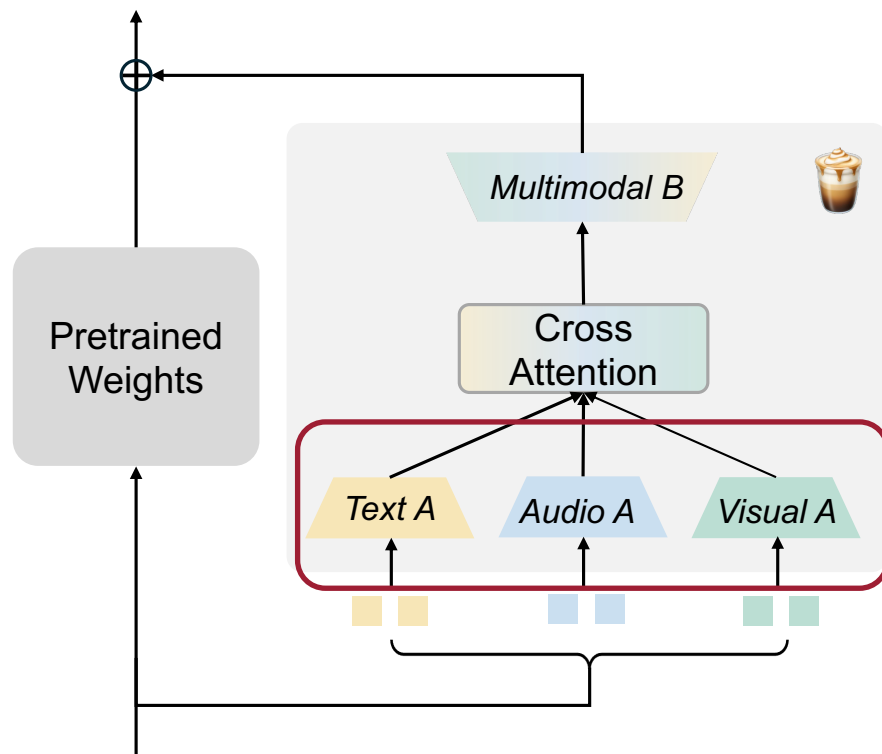 Multimodal B
Pretrained
Weights
Cross
Attention
Text A
Audio A
Visual A